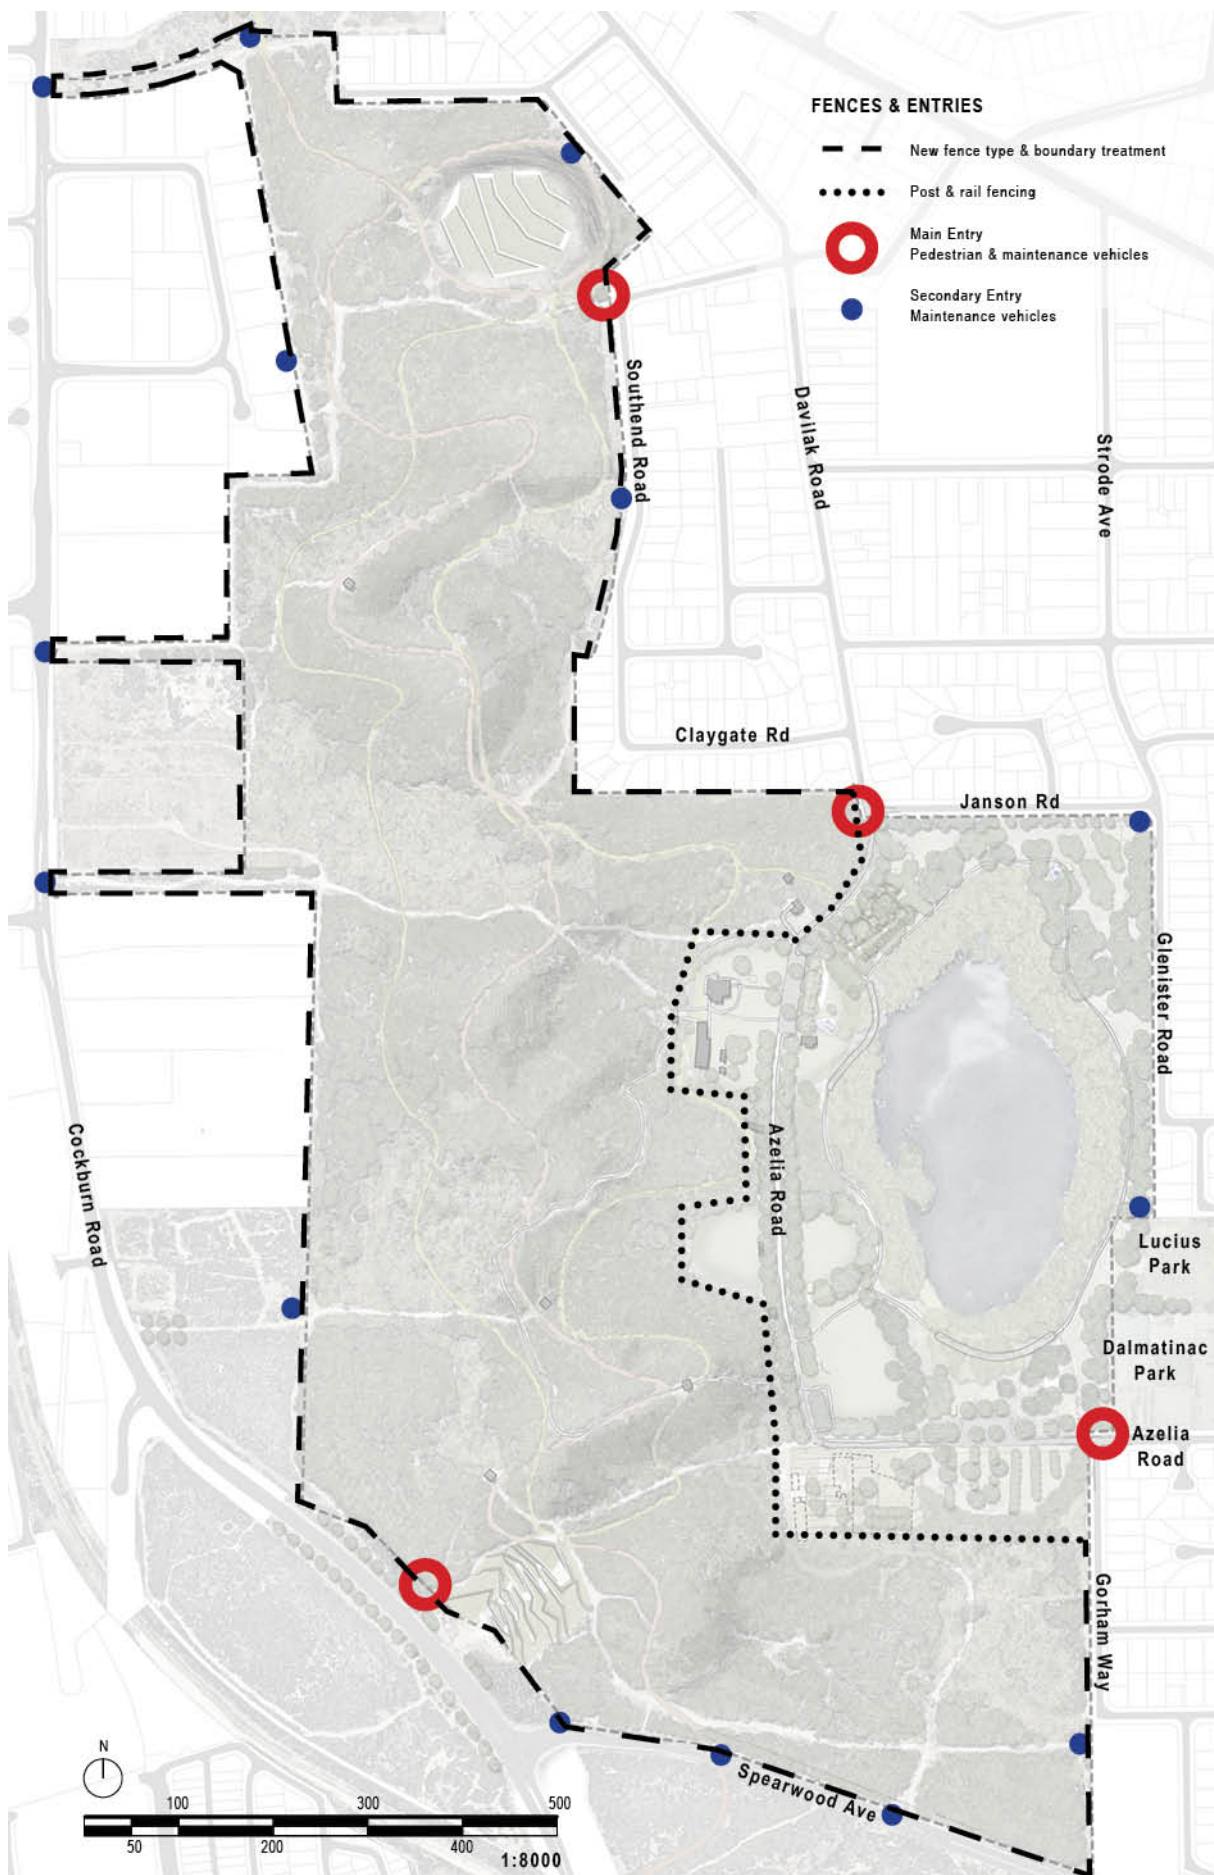 FENCES & ENTRIES
New fence type & boundary treatment
Post & rail fencing
Main Entry
Pedestrian & maintenance vehicles
Secondary Entry
Maintenance vehicles
Southend Road
Davilak Road
Strode Ave
Claygate Rd
Janson Rd
Glenister Road
Azelia Road
Cockburn Road
Lucius
Park
Dalmatinac
Park
Azelia
Road
Gorham Way
Spearwood Ave
N
100 300 500
50 200 400
1:8000